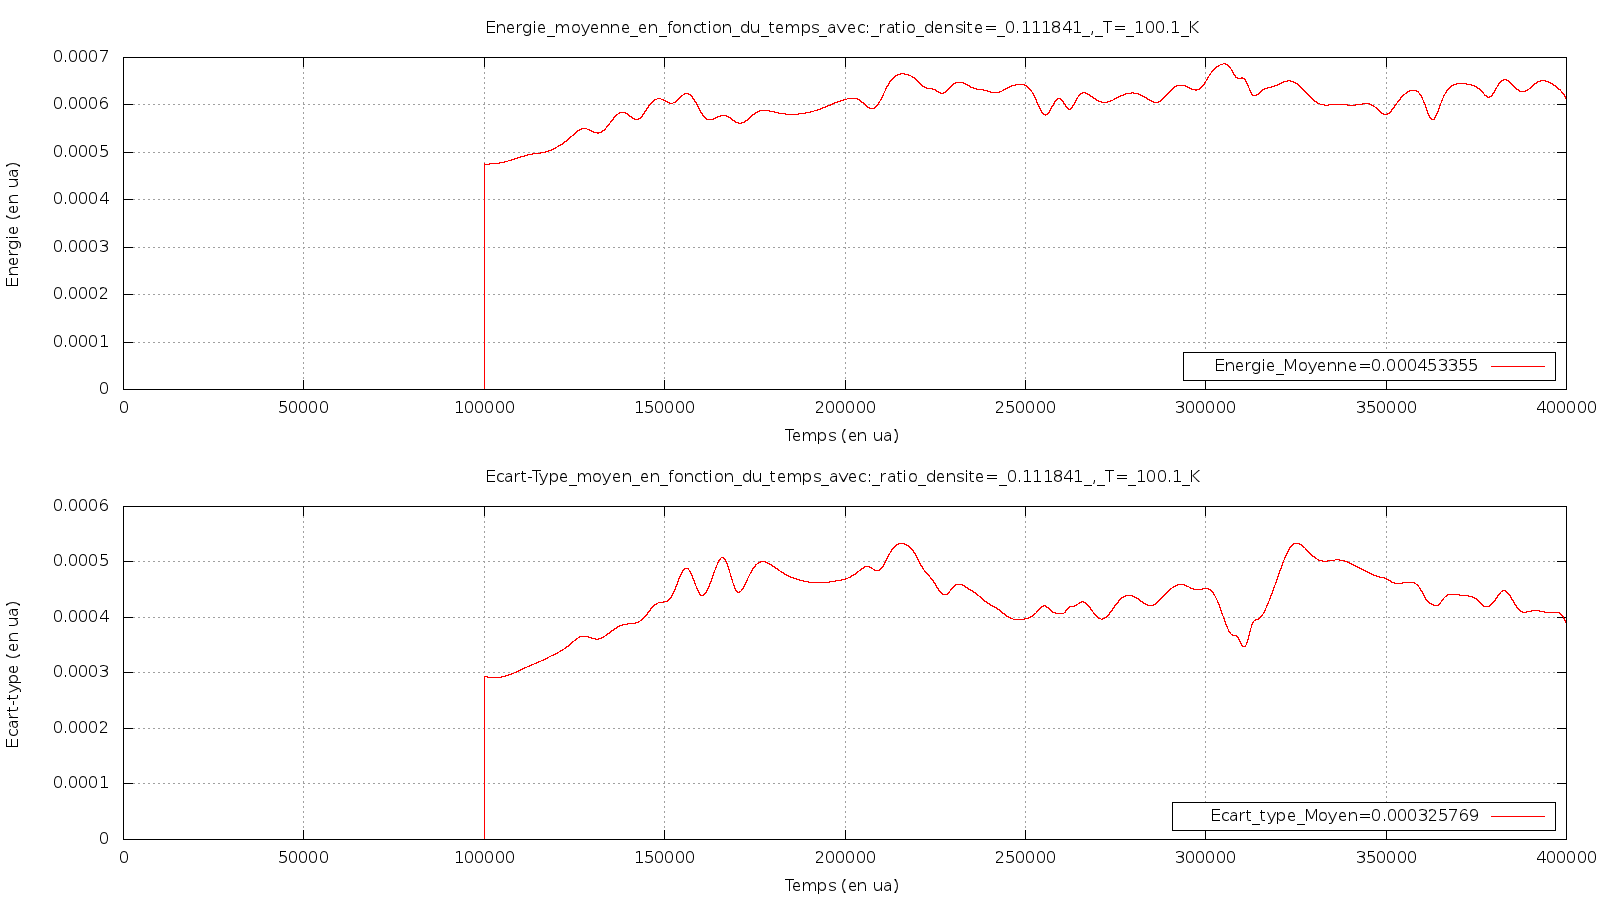 Energie_moyenne_en_fonction_du_temps_avec:_ratio_densite=_0.111841_,_T=_100.1_K
0.0007
0.0006
0.0005
0.0004
0.0003
0.0002
0.0001
0
Energie (en ua)
Energie_Moyenne=0.000453355
0 50000 100000 150000 200000 250000 300000 350000 400000
Temps (en ua)
Ecart-Type_moyen_en_fonction_du_temps_avec:_ratio_densite=_0.111841_,_T=_100.1_K
0.0006
0.0005
0.0004
0.0003
0.0002
0.0001
0
Ecart-type (en ua)
Ecart_type_Moyen=0.000325769
0 50000 100000 150000 200000 250000 300000 350000 400000
Temps (en ua)